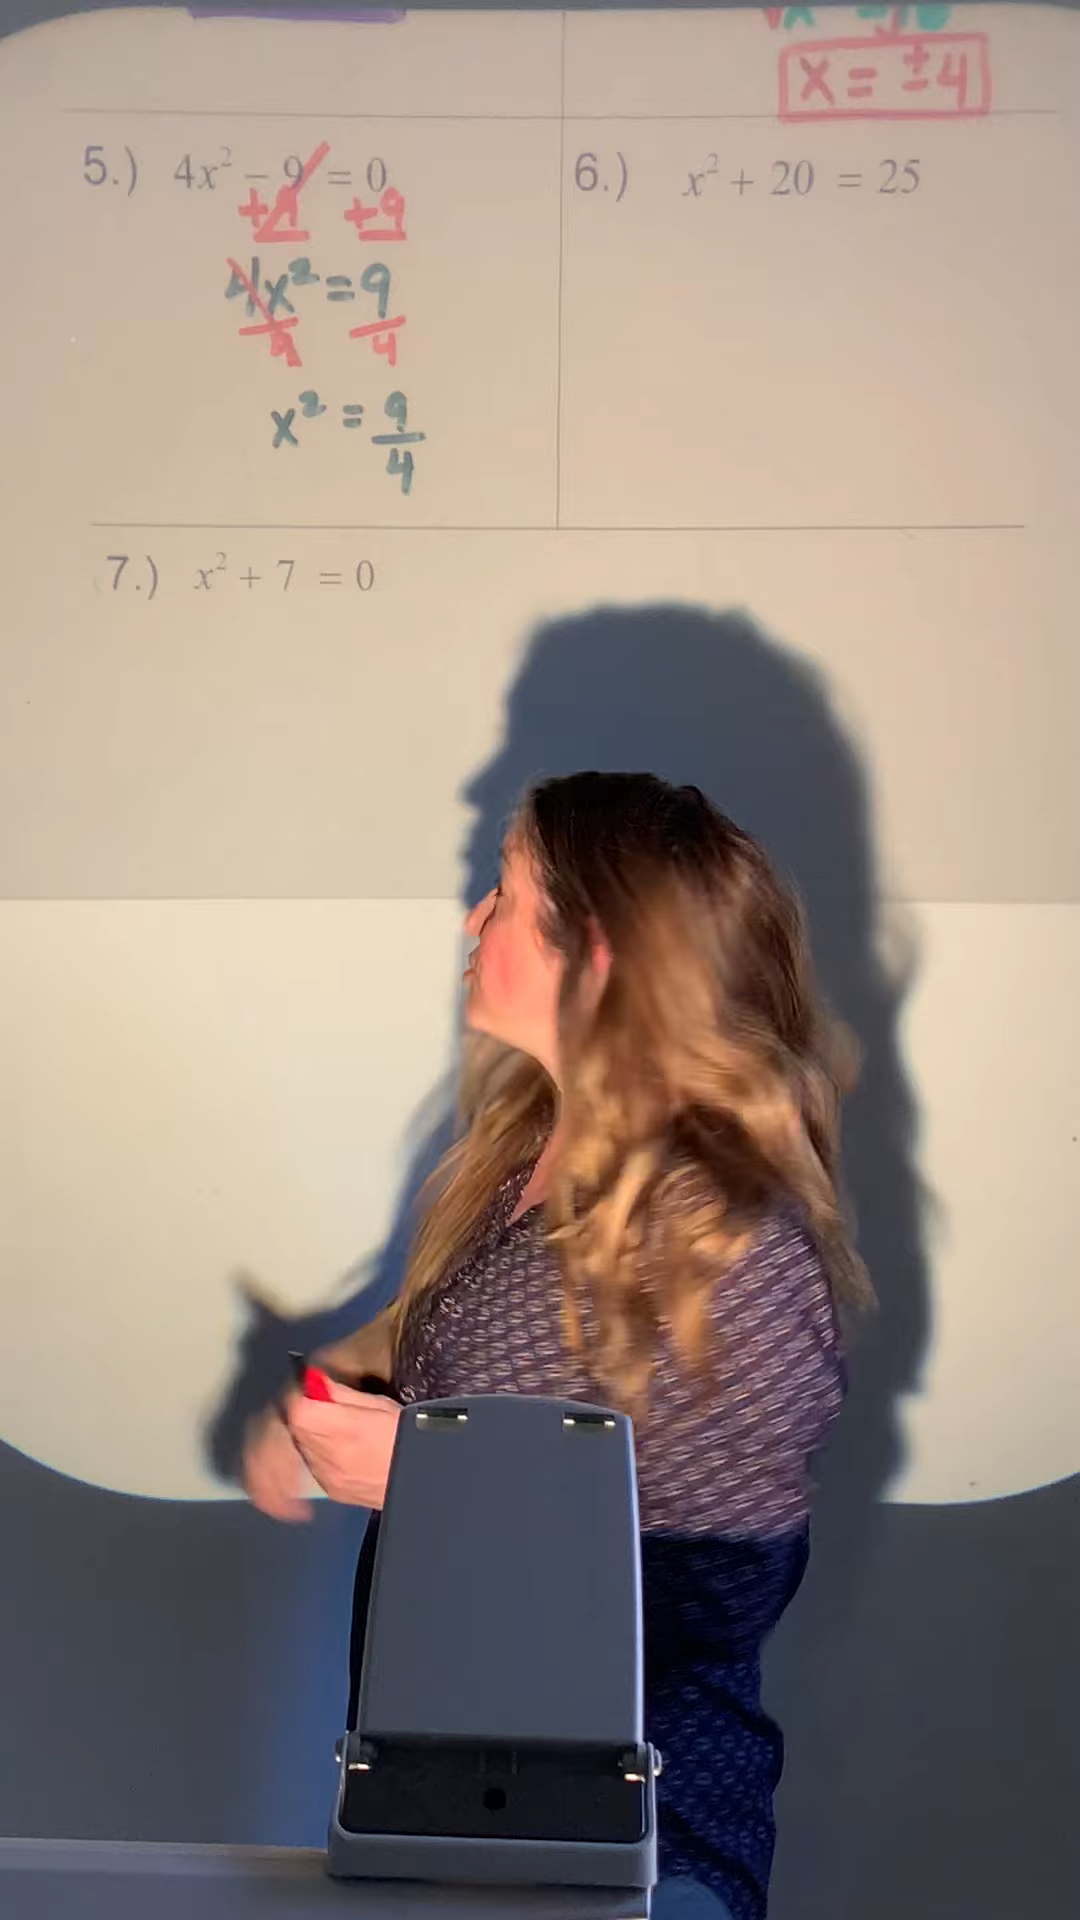 x = ±4
5.) 4x² − 9 = 0
+9 +9
4x² = 9
4 4
x² = 9/4
6.) x² + 20 = 25
7.) x² + 7 = 0